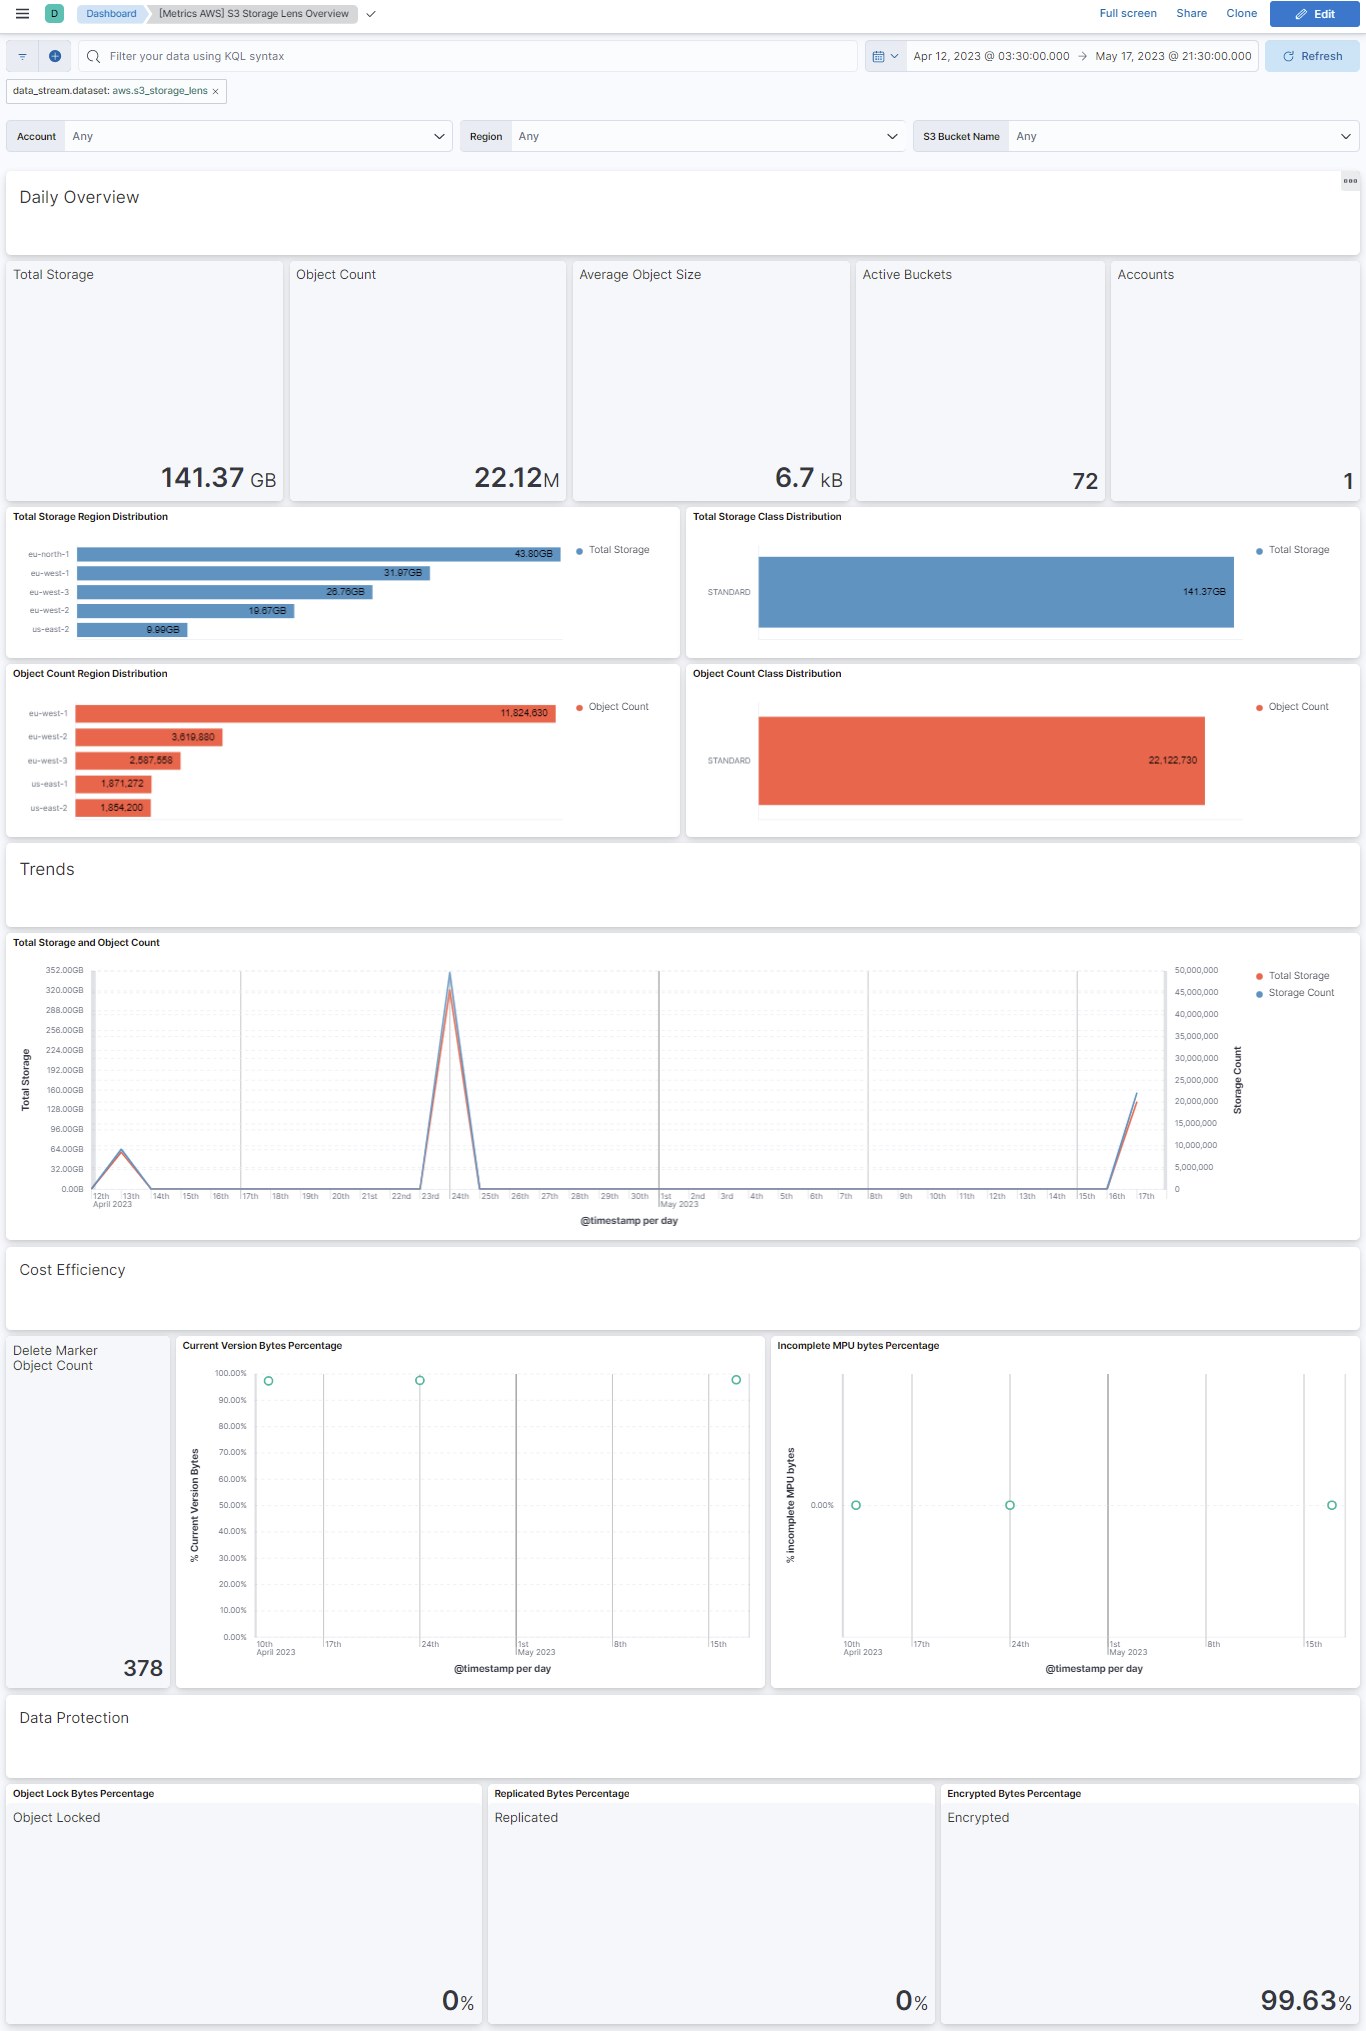 D Dashboard [Metrics AWS] S3 Storage Lens Overview Full screen Share Clone Edit
Filter your data using KQL syntax Apr 12, 2023 @ 03:30:00.000 → May 17, 2023 @ 21:30:00.000 Refresh
data_stream.dataset: aws.s3_storage_lens ×
Account Any Region Any S3 Bucket Name Any
Daily Overview
Total Storage Object Count Average Object Size Active Buckets Accounts
141.37 GB 22.12M 6.7 kB 72 1
Total Storage Region Distribution
eu-north-1 43.80GB
eu-west-1 31.97GB
eu-west-3 26.76GB
eu-west-2 19.67GB
us-east-2 9.99GB
Total Storage
Total Storage Class Distribution
STANDARD 141.37GB
Total Storage
Object Count Region Distribution
eu-west-1 11,824,630
eu-west-2 3,619,880
eu-west-3 2,587,558
us-east-1 1,871,272
us-east-2 1,854,200
Object Count
Object Count Class Distribution
STANDARD 22,122,730
Object Count
Trends
Total Storage and Object Count
Total Storage
352.00GB
320.00GB
288.00GB
256.00GB
224.00GB
192.00GB
160.00GB
128.00GB
96.00GB
64.00GB
32.00GB
0.00B
12th 13th 14th 15th 16th 17th 18th 19th 20th 21st 22nd 23rd 24th 25th 26th 27th 28th 29th 30th 1st 2nd 3rd 4th 5th 6th 7th 8th 9th 10th 11th 12th 13th 14th 15th 16th 17th
April 2023 May 2023
@timestamp per day
50,000,000
45,000,000
40,000,000
35,000,000
30,000,000
25,000,000
20,000,000
15,000,000
10,000,000
5,000,000
0
Storage Count
Total Storage
Storage Count
Cost Efficiency
Delete Marker
Object Count
378
Current Version Bytes Percentage
% Current Version Bytes
100.00%
90.00%
80.00%
70.00%
60.00%
50.00%
40.00%
30.00%
20.00%
10.00%
0.00%
10th 17th 24th 1st 8th 15th
April 2023 May 2023
@timestamp per day
Incomplete MPU bytes Percentage
% incomplete MPU bytes
0.00%
10th 17th 24th 1st 8th 15th
April 2023 May 2023
@timestamp per day
Data Protection
Object Lock Bytes Percentage Replicated Bytes Percentage Encrypted Bytes Percentage
Object Locked Replicated Encrypted
0% 0% 99.63%